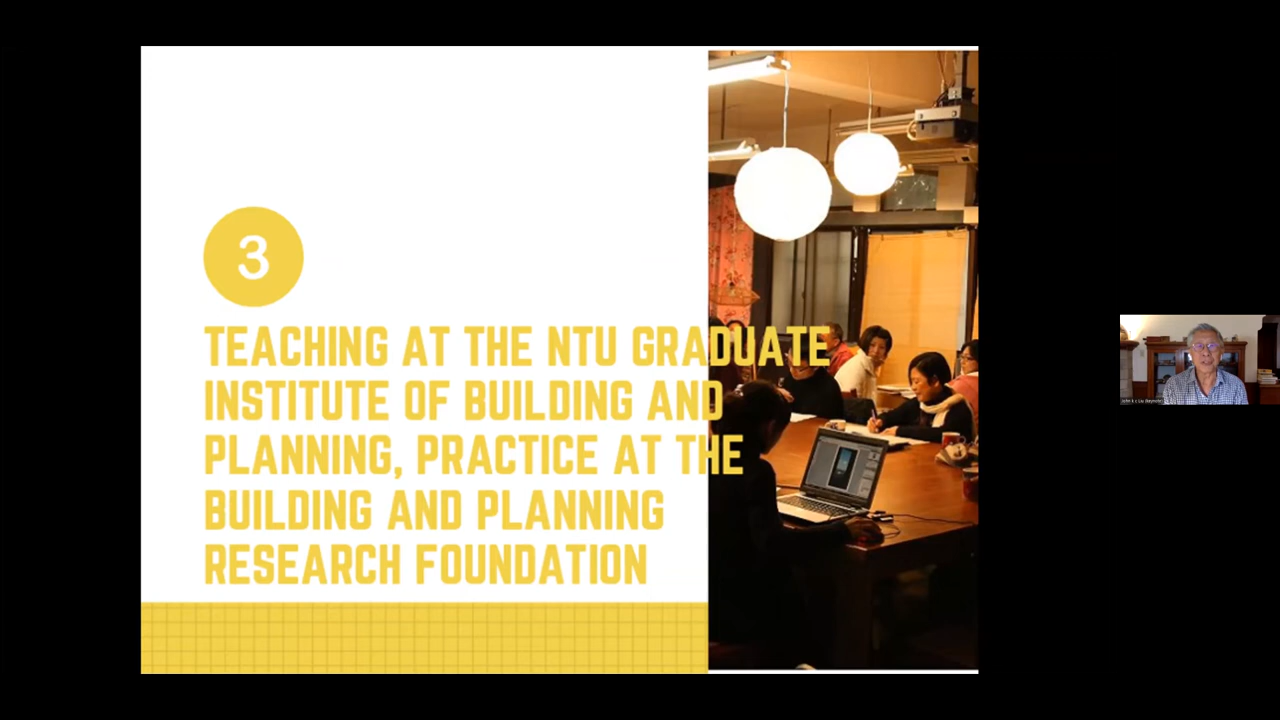 3
TEACHING AT THE NTU GRADUATE
INSTITUTE OF BUILDING AND
PLANNING, PRACTICE AT THE
BUILDING AND PLANNING
RESEARCH FOUNDATION